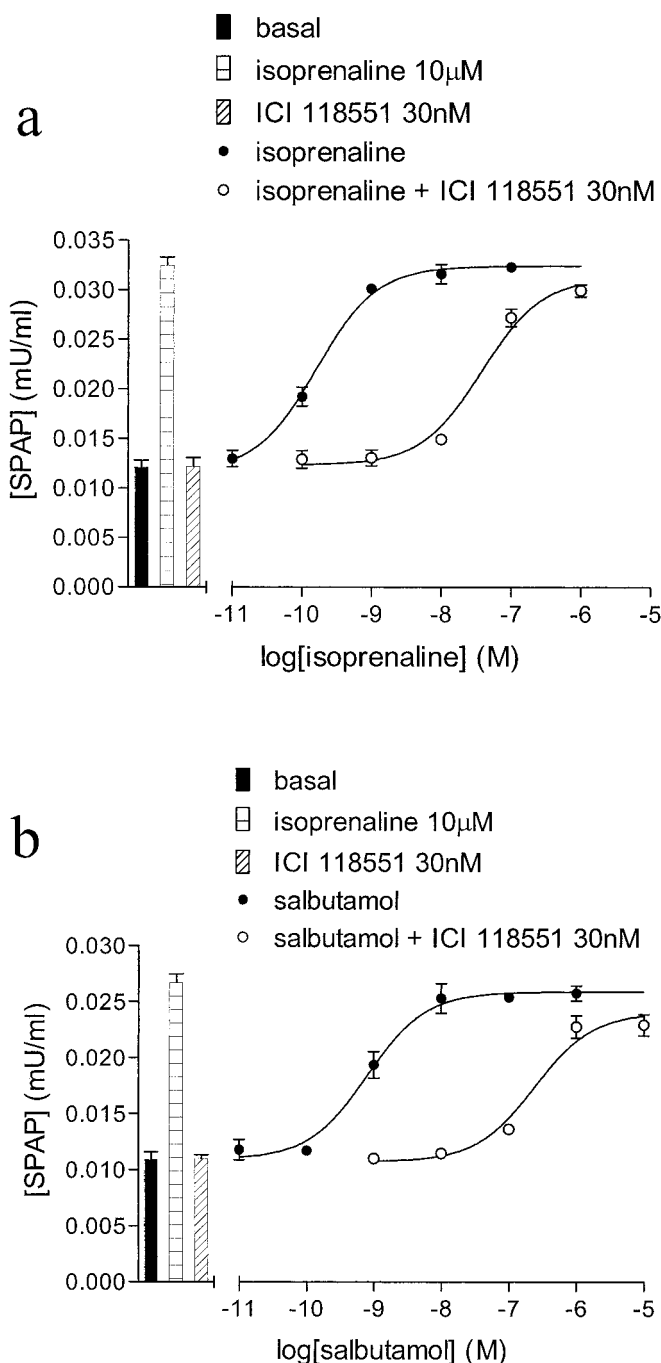 a
basal
isoprenaline 10µM
ICI 118551 30nM
isoprenaline
isoprenaline + ICI 118551 30nM
[SPAP] (mU/ml)
0.035
0.030
0.025
0.020
0.015
0.010
0.005
0.000
-11 -10 -9 -8 -7 -6 -5
log[isoprenaline] (M)
b
basal
isoprenaline 10µM
ICI 118551 30nM
salbutamol
salbutamol + ICI 118551 30nM
[SPAP] (mU/ml)
0.030
0.025
0.020
0.015
0.010
0.005
0.000
-11 -10 -9 -8 -7 -6 -5
log[salbutamol] (M)